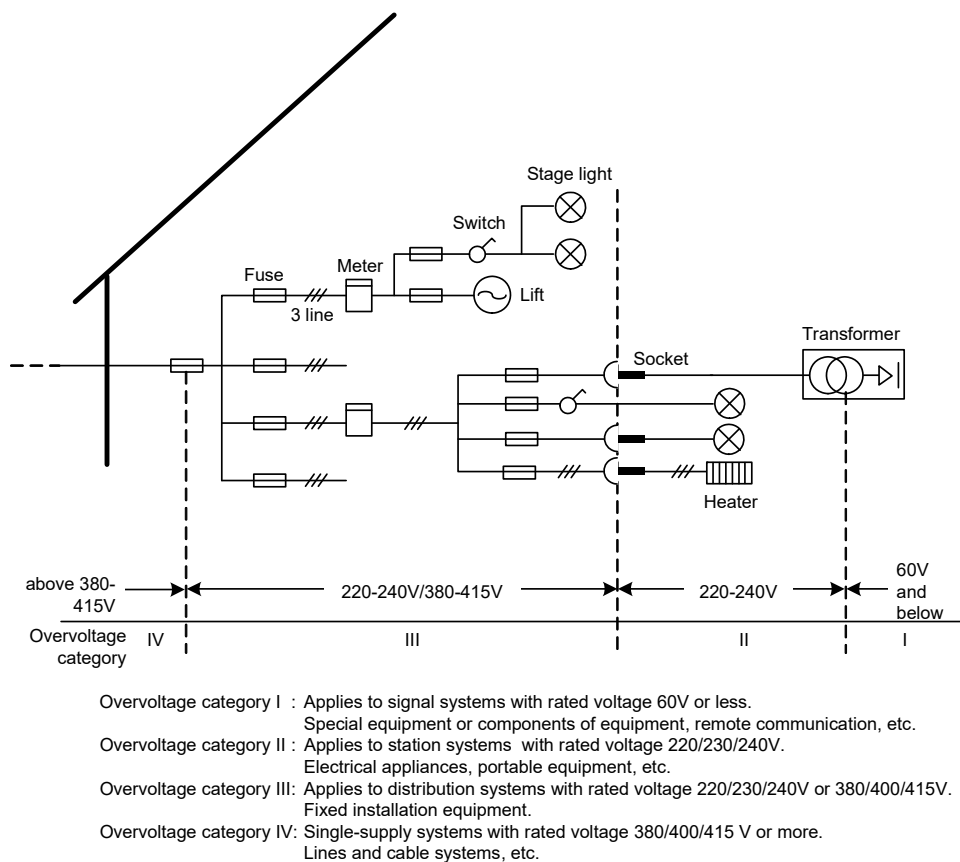 Stage light
Switch
Fuse
Meter
3 line
Lift
Socket
Transformer
Heater
above 380-
415V
220-240V/380-415V
220-240V
60V
and
below
Overvoltage
category
IV
III
II
I
Overvoltage category I : Applies to signal systems with rated voltage 60V or less.
Special equipment or components of equipment, remote communication, etc.
Overvoltage category II : Applies to station systems with rated voltage 220/230/240V.
Electrical appliances, portable equipment, etc.
Overvoltage category III: Applies to distribution systems with rated voltage 220/230/240V or 380/400/415V.
Fixed installation equipment.
Overvoltage category IV: Single-supply systems with rated voltage 380/400/415 V or more.
Lines and cable systems, etc.